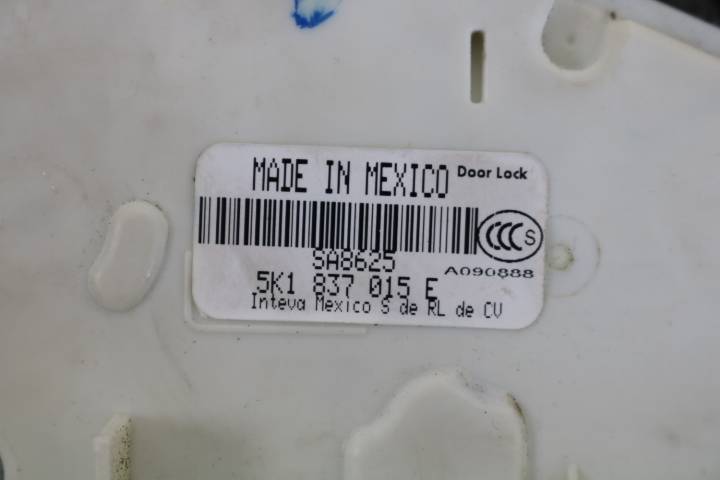 MADE IN MEXICO Door Lock
CCC S
SA8625
A090888
5K1 837 015 E
Inteva Mexico S de RL de CV